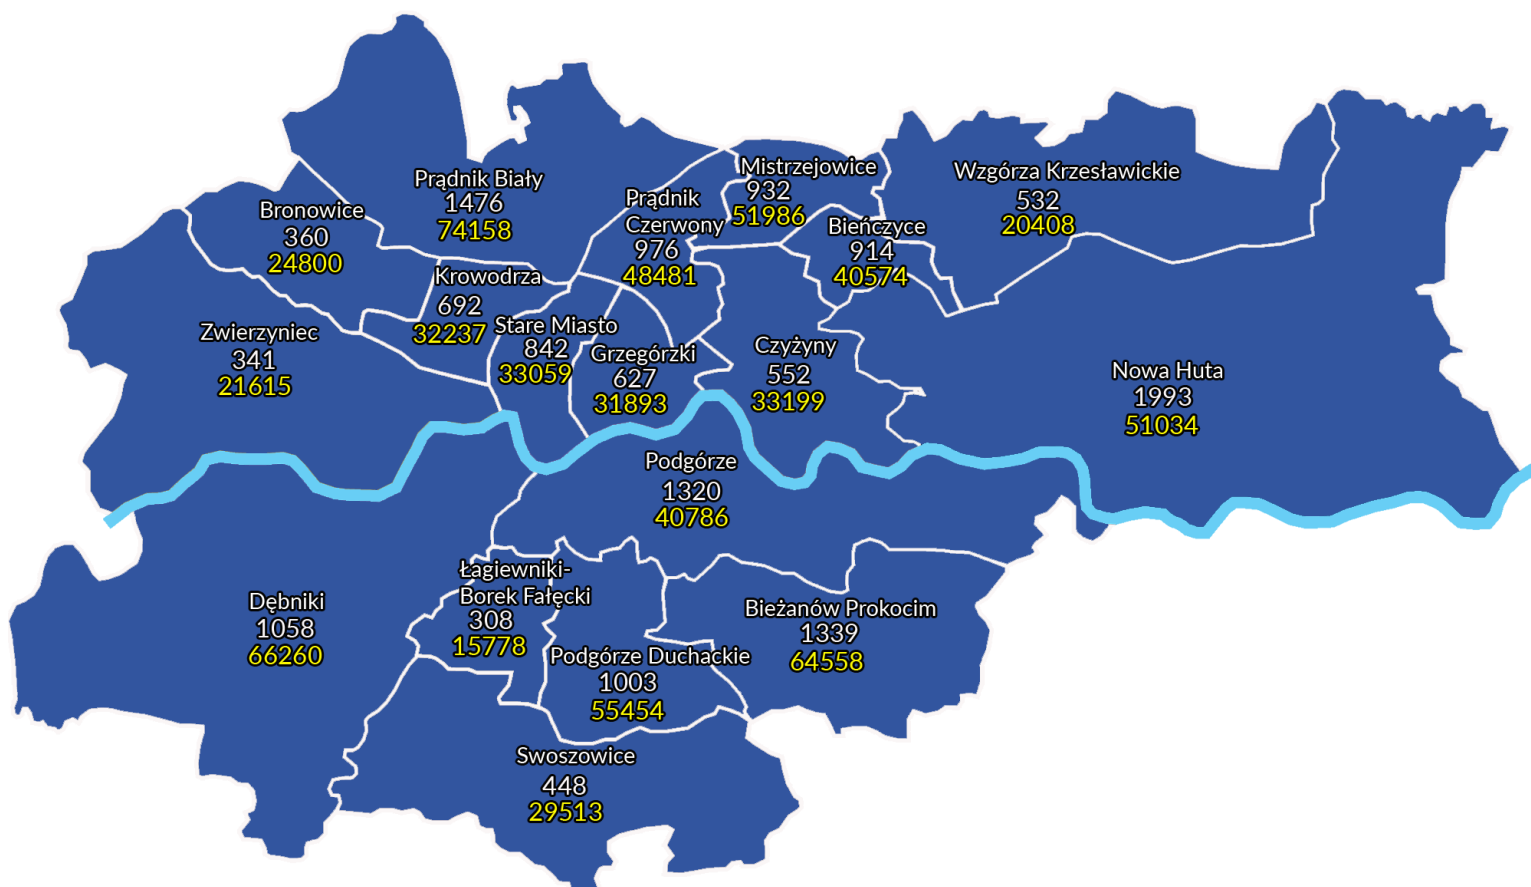 Prądnik Biały
1476
74158
Mistrzejowice
932
51986
Wzgórza Krzesławickie
532
20408
Bronowice
360
24800
Prądnik
Czerwony
976
48481
Bieńczyce
914
40574
Krowodrza
692
32237
Zwierzyniec
341
21615
Stare Miasto
842
33059
Grzegórzki
627
31893
Czyżyny
552
33199
Nowa Huta
1993
51034
Podgórze
1320
40786
Łagiewniki-
Borek Fałęcki
308
15778
Dębniki
1058
66260
Bieżanów Prokocim
1339
64558
Podgórze Duchackie
1003
55454
Swoszowice
448
29513